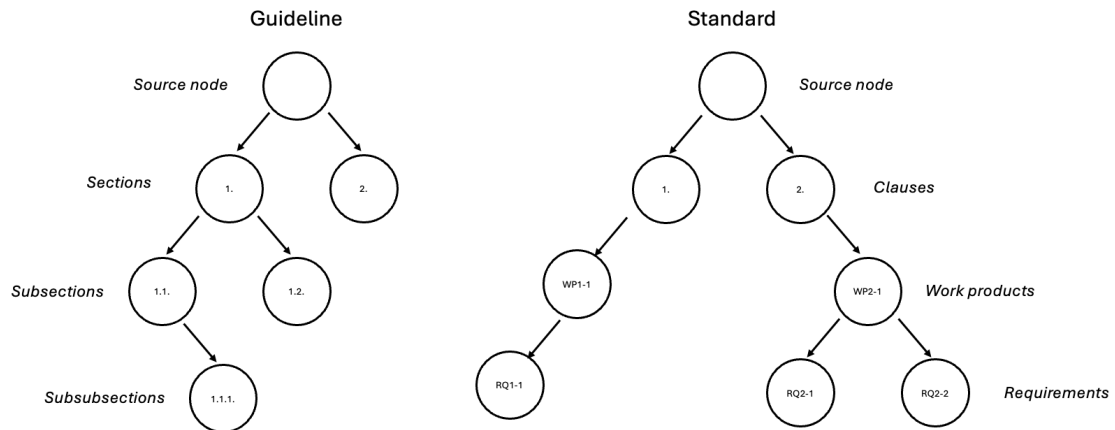 Guideline
Standard
Source node
Source node
Sections
1.
2.
1.
2.
Clauses
Subsections
1.1.
1.2.
WP1-1
WP2-1
Work products
Subsubsections
1.1.1.
RQ1-1
RQ2-1
RQ2-2
Requirements